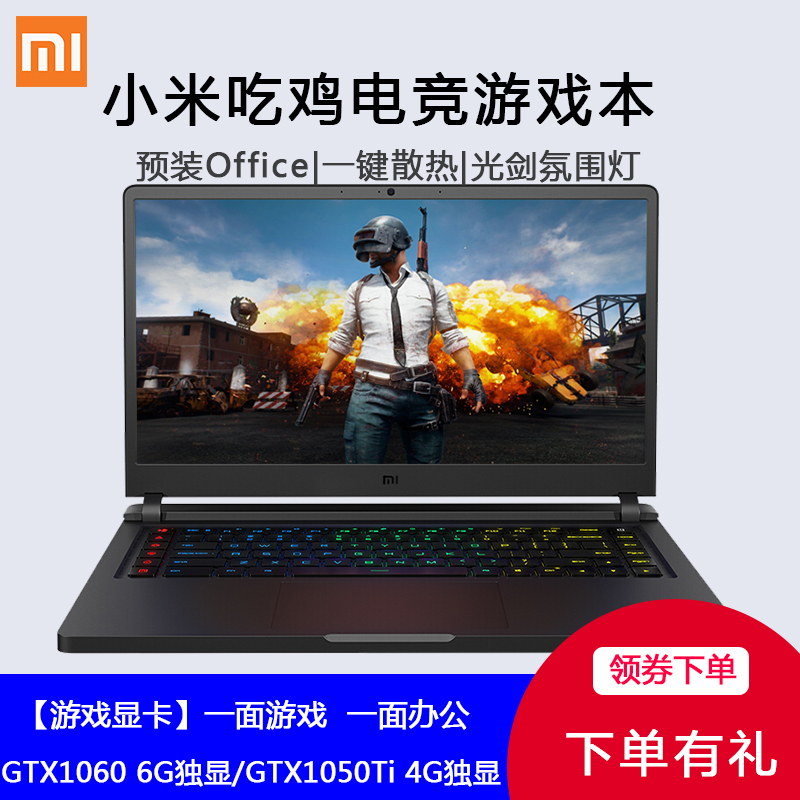 mi
小米吃鸡电竞游戏本
预装Office|一键散热|光剑氛围灯
mi
领券下单
【游戏显卡】一面游戏 一面办公
下单有礼
GTX1060 6G独显/GTX1050Ti 4G独显